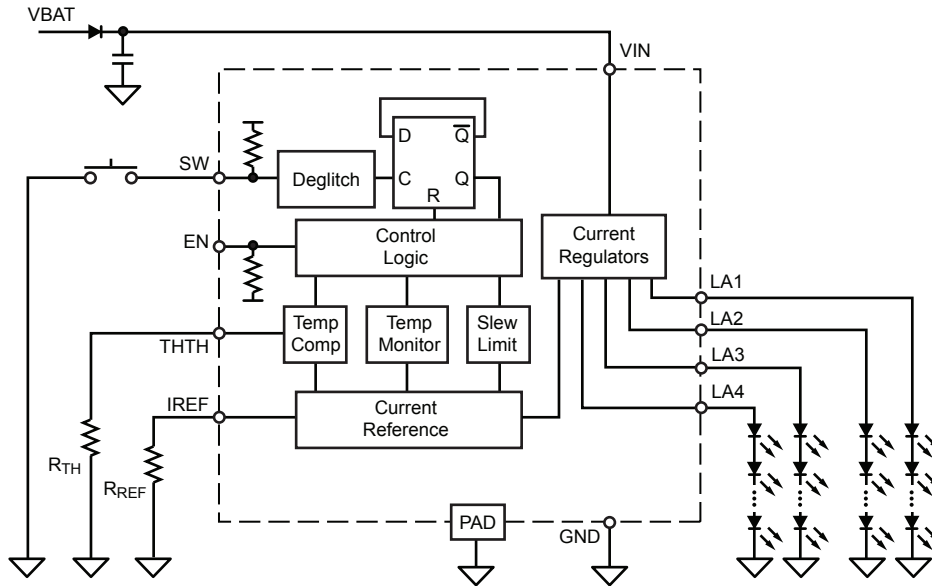 VBAT
VIN
D
Q̅
SW
Deglitch
C
Q
R
EN
Control
Logic
Current
Regulators
LA1
LA2
LA3
LA4
THTH
Temp
Comp
Temp
Monitor
Slew
Limit
IREF
Current
Reference
RTH
RREF
PAD
GND